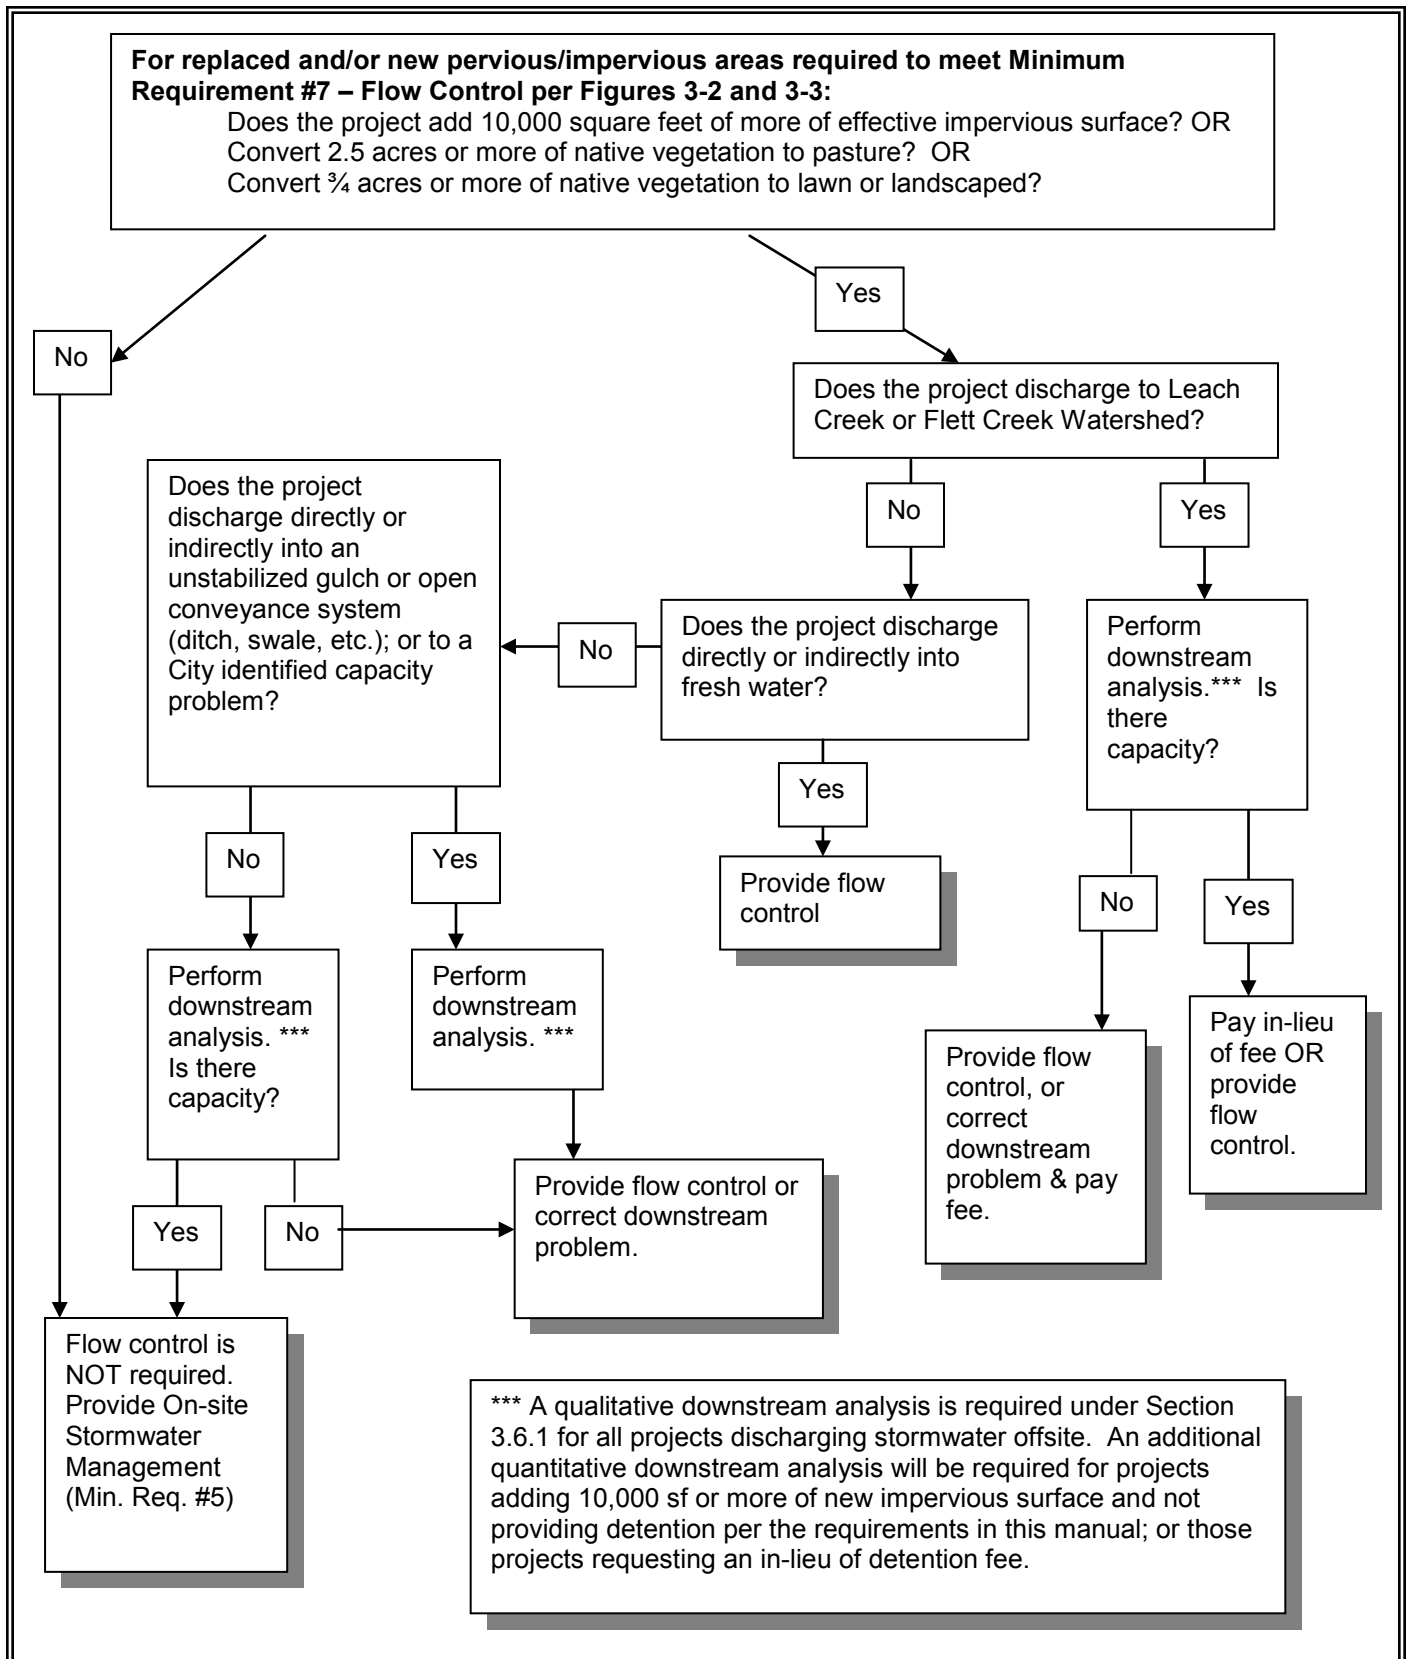 For replaced and/or new pervious/impervious areas required to meet Minimum
Requirement #7 – Flow Control per Figures 3-2 and 3-3:
Does the project add 10,000 square feet of more of effective impervious surface? OR
Convert 2.5 acres or more of native vegetation to pasture? OR
Convert ¾ acres or more of native vegetation to lawn or landscaped?
Yes
No
Does the project discharge to Leach
Creek or Flett Creek Watershed?
No
Yes
Does the project
discharge directly or
indirectly into an
unstabilized gulch or open
conveyance system
(ditch, swale, etc.); or to a
City identified capacity
problem?
No
Does the project discharge
directly or indirectly into
fresh water?
Perform
downstream
analysis.*** Is
there
capacity?
Yes
No
Yes
Provide flow
control
No
Yes
Perform
downstream
analysis. ***
Is there
capacity?
Perform
downstream
analysis. ***
Provide flow
control, or
correct
downstream
problem & pay
fee.
Pay in-lieu
of fee OR
provide
flow
control.
Yes
No
Provide flow control or
correct downstream
problem.
Flow control is
NOT required.
Provide On-site
Stormwater
Management
(Min. Req. #5)
*** A qualitative downstream analysis is required under Section
3.6.1 for all projects discharging stormwater offsite. An additional
quantitative downstream analysis will be required for projects
adding 10,000 sf or more of new impervious surface and not
providing detention per the requirements in this manual; or those
projects requesting an in-lieu of detention fee.